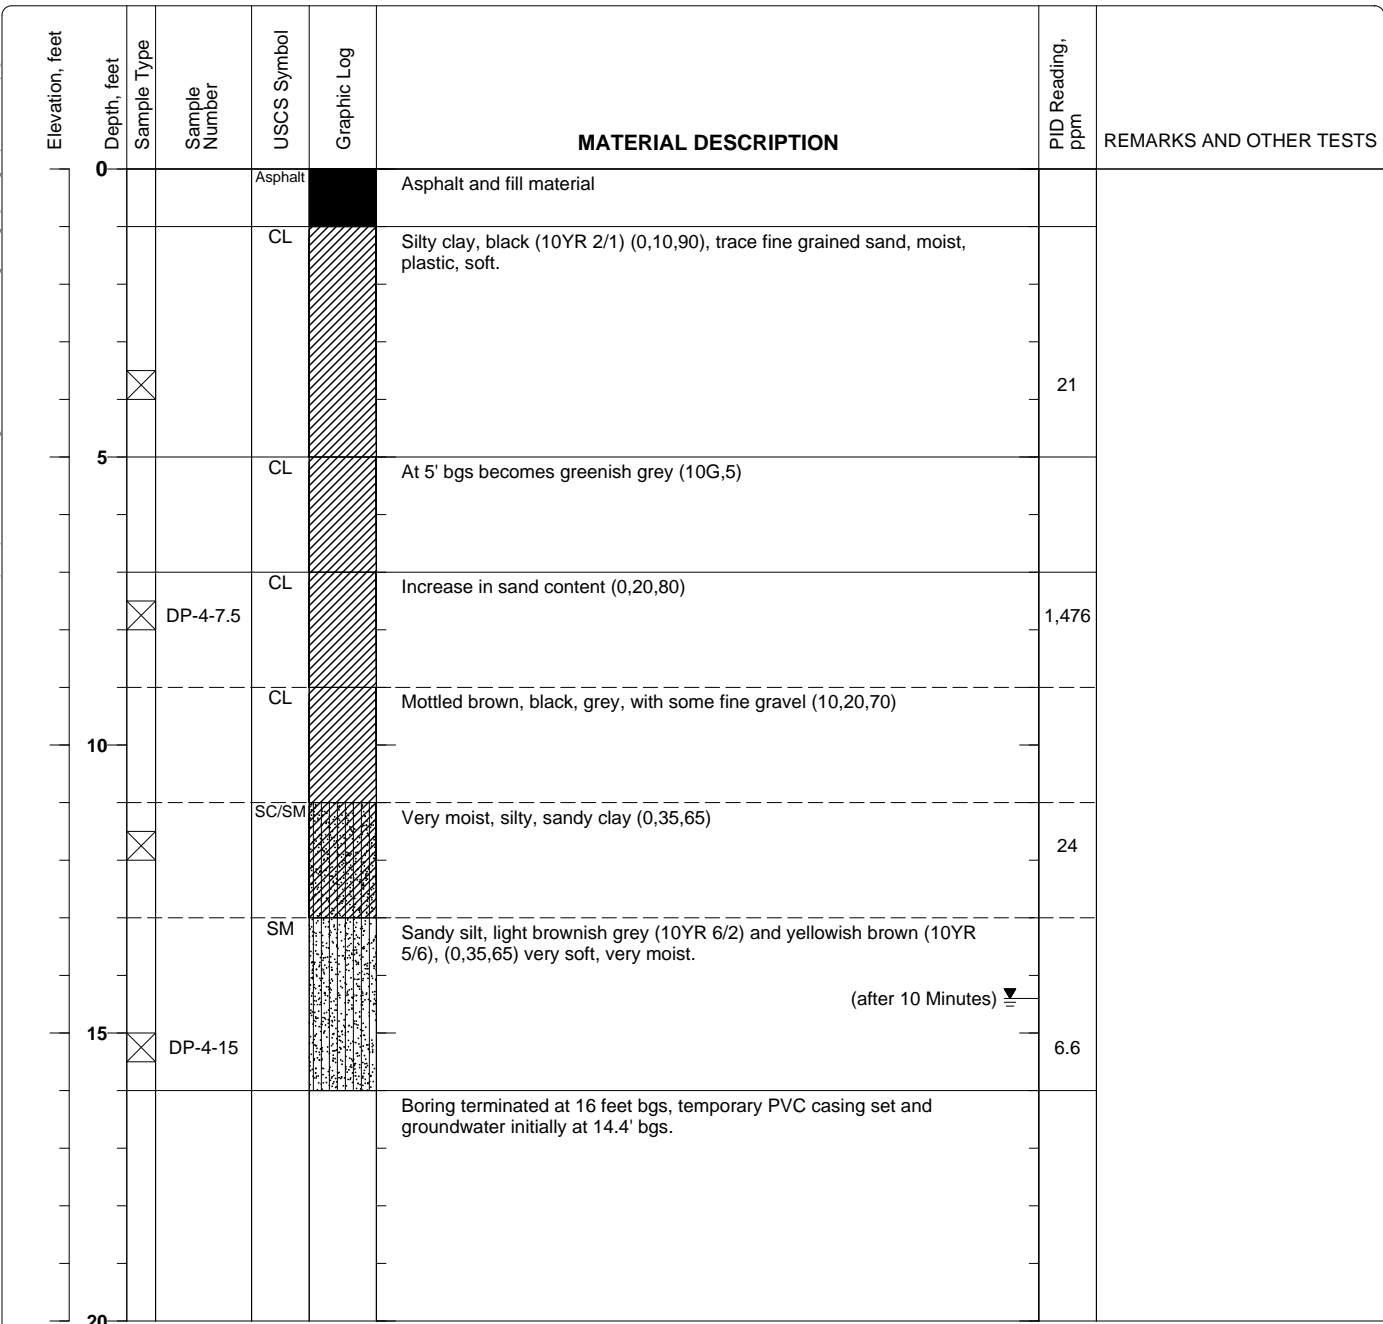 Elevation, feet
Depth, feet
Sample Type
Sample
Number
USCS Symbol
Graphic Log
MATERIAL DESCRIPTION
PID Reading,
ppm
REMARKS AND OTHER TESTS
0
Asphalt
Asphalt and fill material
CL
Silty clay, black (10YR 2/1) (0,10,90), trace fine grained sand, moist,
plastic, soft.
21
5
CL
At 5' bgs becomes greenish grey (10G,5)
CL
Increase in sand content (0,20,80)
DP-4-7.5
1,476
CL
Mottled brown, black, grey, with some fine gravel (10,20,70)
10
SC/SM
Very moist, silty, sandy clay (0,35,65)
24
SM
Sandy silt, light brownish grey (10YR 6/2) and yellowish brown (10YR
5/6), (0,35,65) very soft, very moist.
(after 10 Minutes)
15
DP-4-15
6.6
Boring terminated at 16 feet bgs, temporary PVC casing set and
groundwater initially at 14.4' bgs.
20